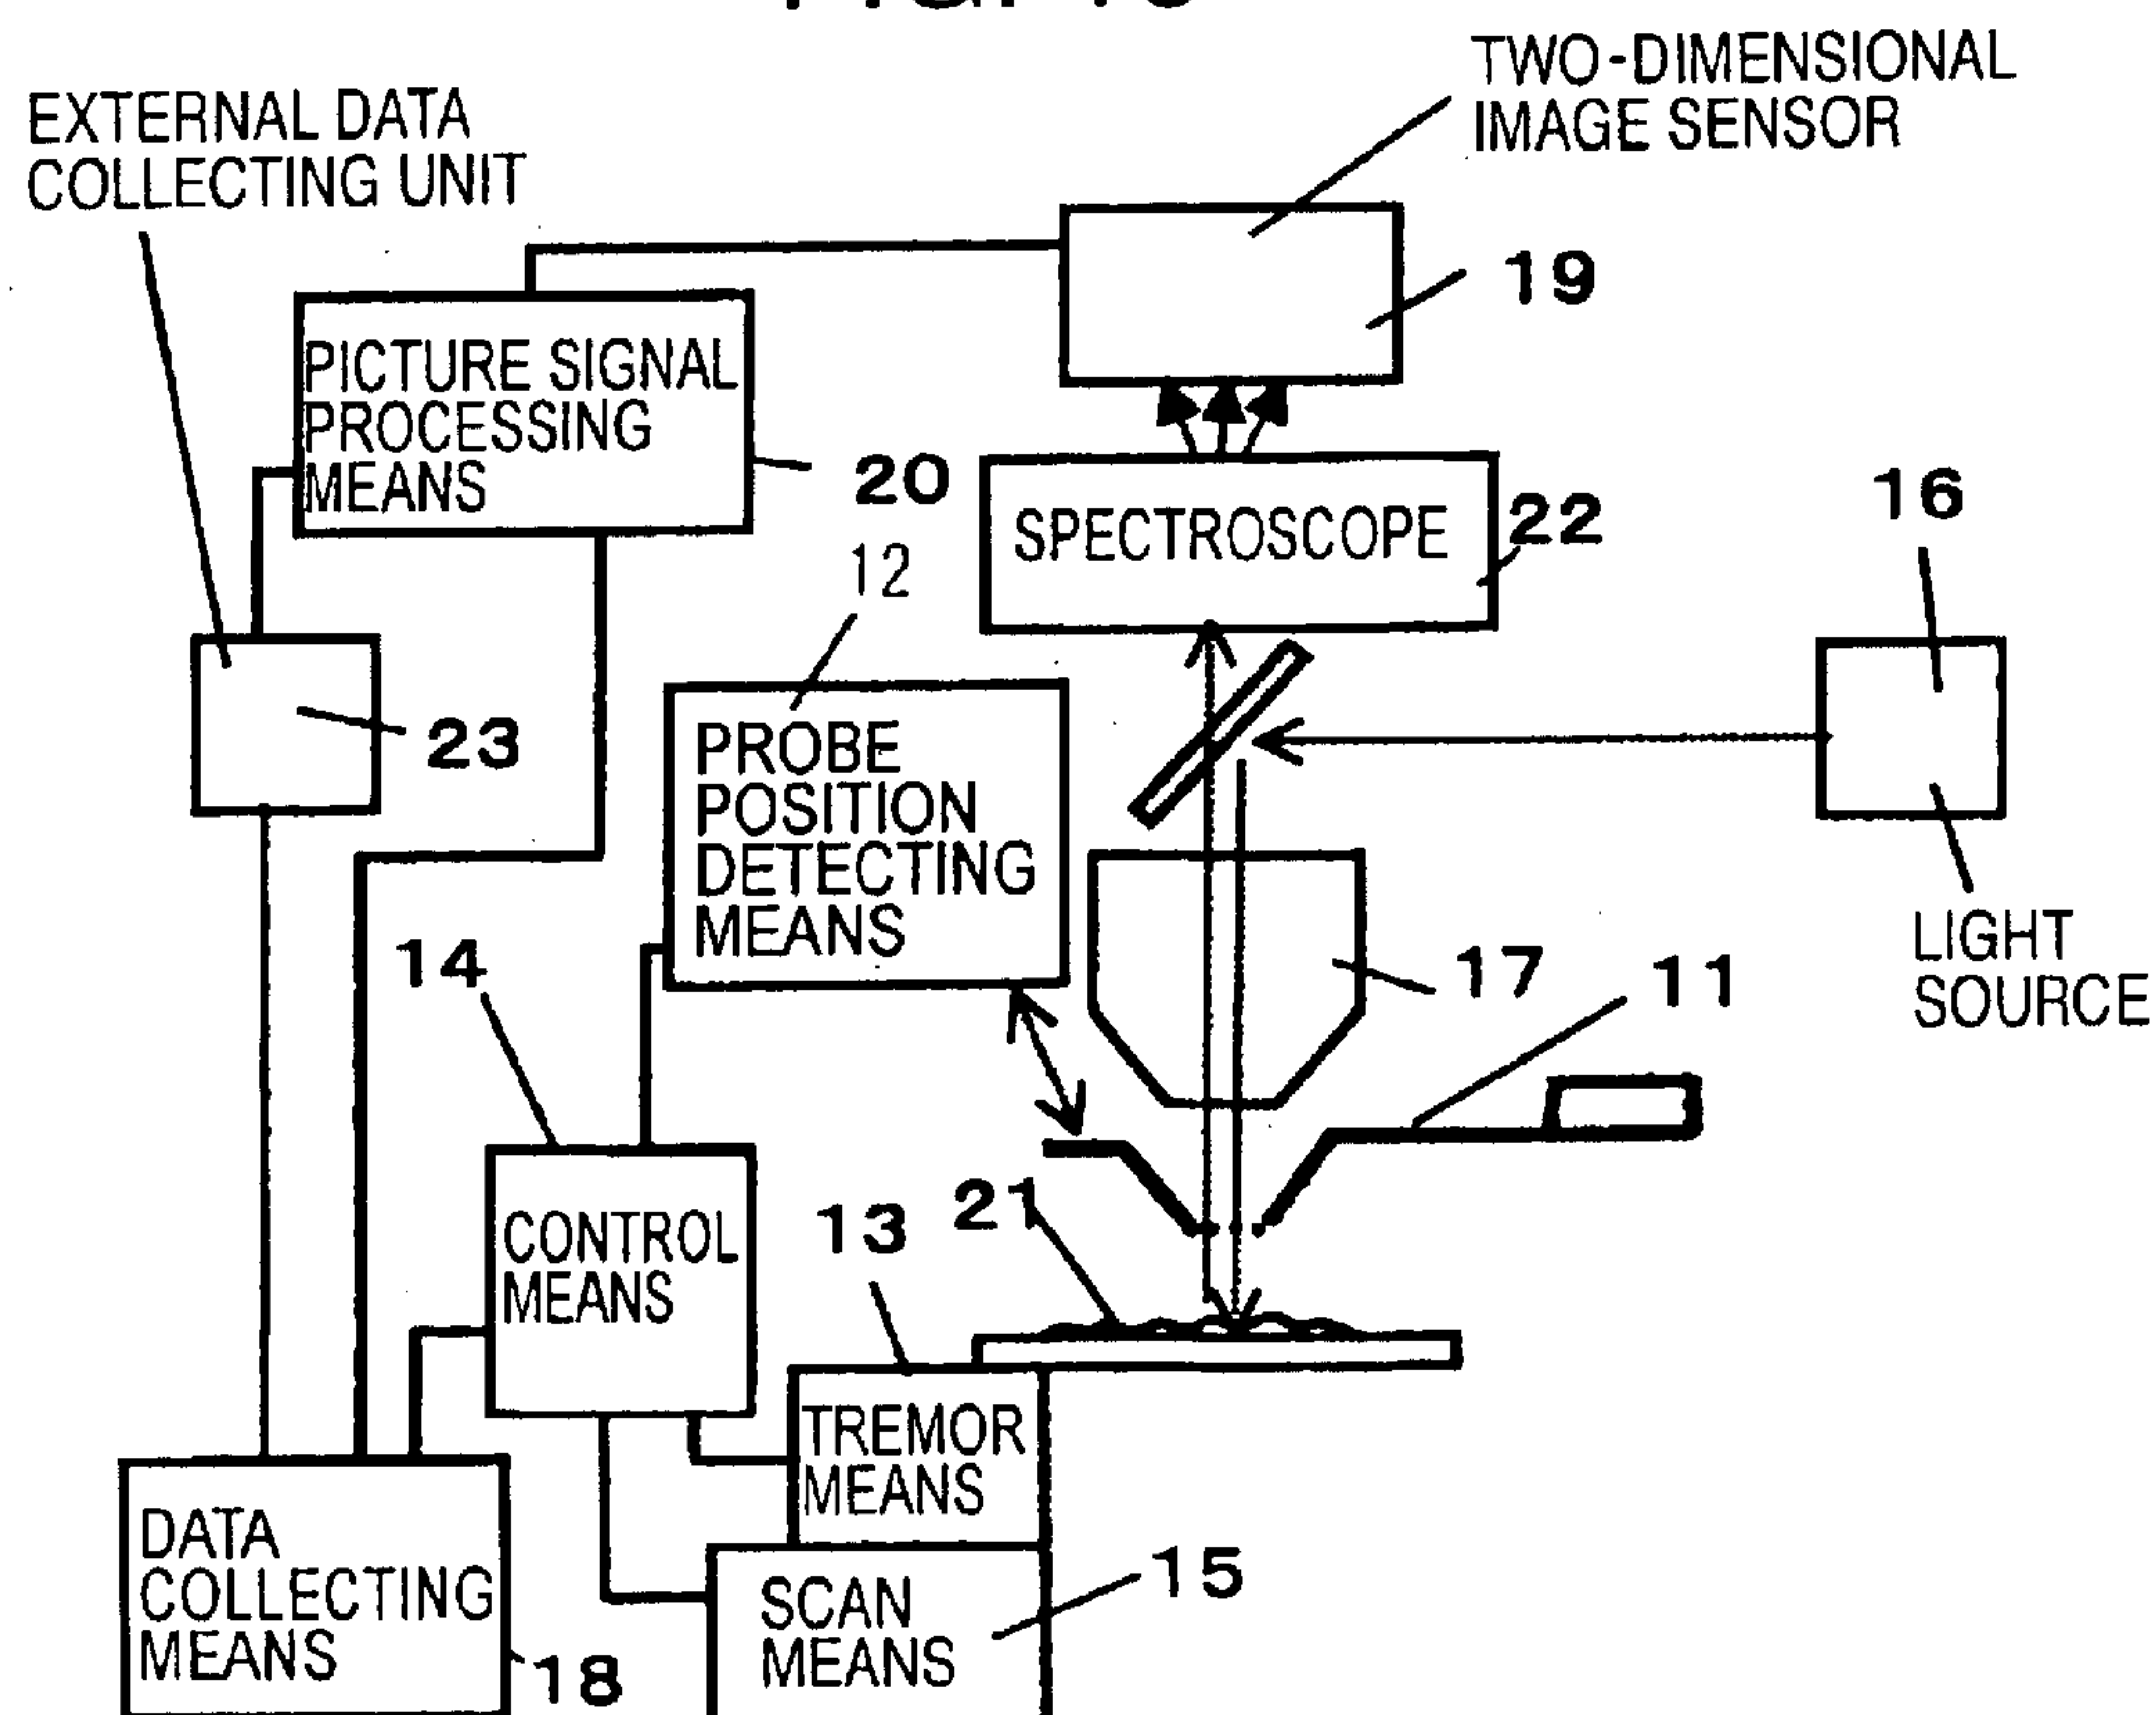 TWO-DIMENSIONAL
IMAGE SENSOR
EXTERNAL DATA
COLLECTING UNIT
19
PICTURE SIGNAL
PROCESSING
MEANS
20
SPECTROSCOPE
22
16
12
23
PROBE
POSITION
DETECTING
MEANS
LIGHT
SOURCE
14
17
11
CONTROL
MEANS
13
21
TREMOR
MEANS
DATA
COLLECTING
MEANS
18
SCAN
MEANS
15